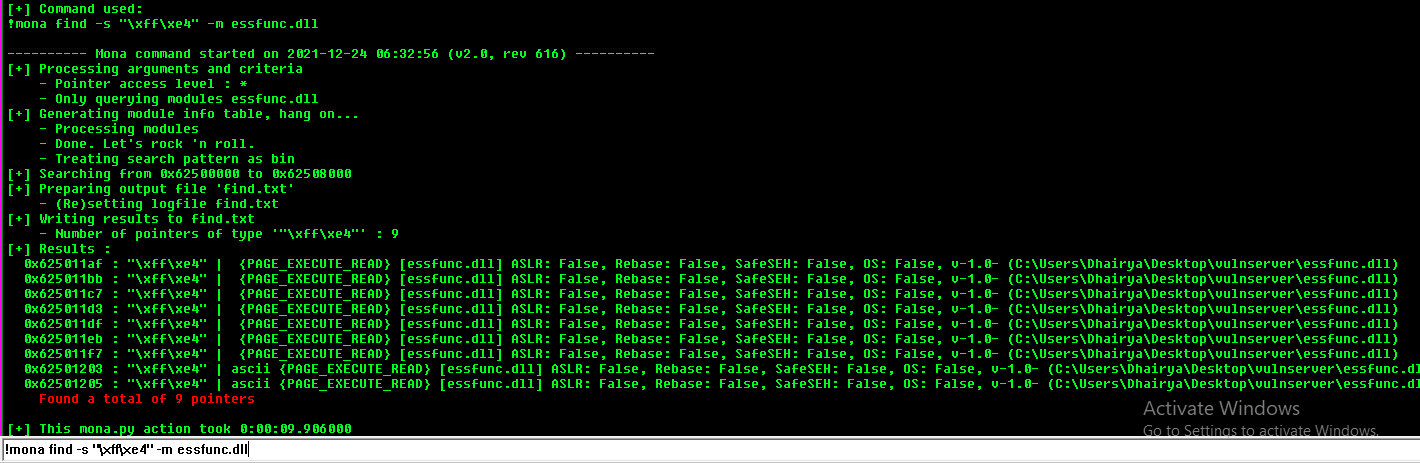 [+] Command used:
!mona find -s "\xff\xe4" -m essfunc.dll
---------- Mona command started on 2021-12-24 06:32:56 (v2.0, rev 616) ----------
[+] Processing arguments and criteria
    - Pointer access level : *
    - Only querying modules essfunc.dll
[+] Generating module info table, hang on...
    - Processing modules
    - Done. Let's rock 'n roll.
    - Treating search pattern as bin
[+] Searching from 0x62500000 to 0x62508000
[+] Preparing output file 'find.txt'
    - (Re)setting logfile find.txt
[+] Writing results to find.txt
    - Number of pointers of type '"\xff\xe4"' : 9
[+] Results :
  0x625011af : "\xff\xe4" |  {PAGE_EXECUTE_READ} [essfunc.dll] ASLR: False, Rebase: False, SafeSEH: False, OS: False, v-1.0- (C:\Users\Dhairya\Desktop\vulnserver\essfunc.dll)
  0x625011bb : "\xff\xe4" |  {PAGE_EXECUTE_READ} [essfunc.dll] ASLR: False, Rebase: False, SafeSEH: False, OS: False, v-1.0- (C:\Users\Dhairya\Desktop\vulnserver\essfunc.dll)
  0x625011c7 : "\xff\xe4" |  {PAGE_EXECUTE_READ} [essfunc.dll] ASLR: False, Rebase: False, SafeSEH: False, OS: False, v-1.0- (C:\Users\Dhairya\Desktop\vulnserver\essfunc.dll)
  0x625011d3 : "\xff\xe4" |  {PAGE_EXECUTE_READ} [essfunc.dll] ASLR: False, Rebase: False, SafeSEH: False, OS: False, v-1.0- (C:\Users\Dhairya\Desktop\vulnserver\essfunc.dll)
  0x625011df : "\xff\xe4" |  {PAGE_EXECUTE_READ} [essfunc.dll] ASLR: False, Rebase: False, SafeSEH: False, OS: False, v-1.0- (C:\Users\Dhairya\Desktop\vulnserver\essfunc.dll)
  0x625011eb : "\xff\xe4" |  {PAGE_EXECUTE_READ} [essfunc.dll] ASLR: False, Rebase: False, SafeSEH: False, OS: False, v-1.0- (C:\Users\Dhairya\Desktop\vulnserver\essfunc.dll)
  0x625011f7 : "\xff\xe4" |  {PAGE_EXECUTE_READ} [essfunc.dll] ASLR: False, Rebase: False, SafeSEH: False, OS: False, v-1.0- (C:\Users\Dhairya\Desktop\vulnserver\essfunc.dll)
  0x62501203 : "\xff\xe4" | ascii {PAGE_EXECUTE_READ} [essfunc.dll] ASLR: False, Rebase: False, SafeSEH: False, OS: False, v-1.0- (C:\Users\Dhairya\Desktop\vulnserver\essfunc.dl
  0x62501205 : "\xff\xe4" | ascii {PAGE_EXECUTE_READ} [essfunc.dll] ASLR: False, Rebase: False, SafeSEH: False, OS: False, v-1.0- (C:\Users\Dhairya\Desktop\vulnserver\essfunc.dl
    Found a total of 9 pointers
[+] This mona.py action took 0:00:09.906000
Activate Windows
Go to Settings to activate Windows.
!mona find -s "\xff\xe4" -m essfunc.dll